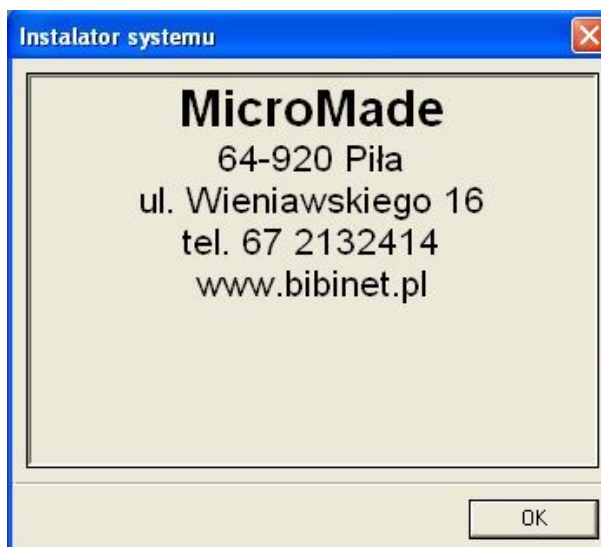 Instalator systemu
MicroMade
64-920 Piła
ul. Wieniawskiego 16
tel. 67 2132414
www.bibinet.pl
OK